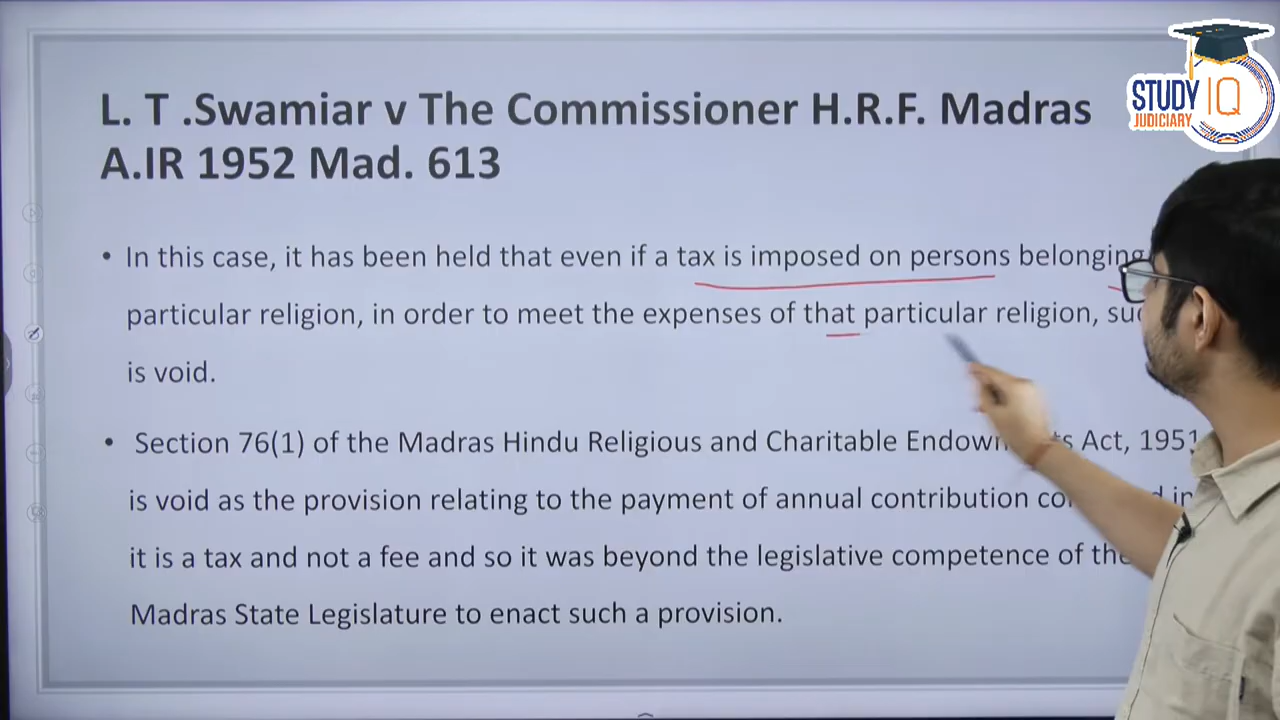 L. T .Swamiar v The Commissioner H.R.F. Madras
A.IR 1952 Mad. 613
STUDY IQ
JUDICIARY
• In this case, it has been held that even if a tax is imposed on persons belonging
particular religion, in order to meet the expenses of that particular religion,
is void.
• Section 76(1) of the Madras Hindu Religious and Charitable Act, 1951
is void as the provision relating to the payment of annual contribution
it is a tax and not a fee and so it was beyond the legislative competence of the
Madras State Legislature to enact such a provision.